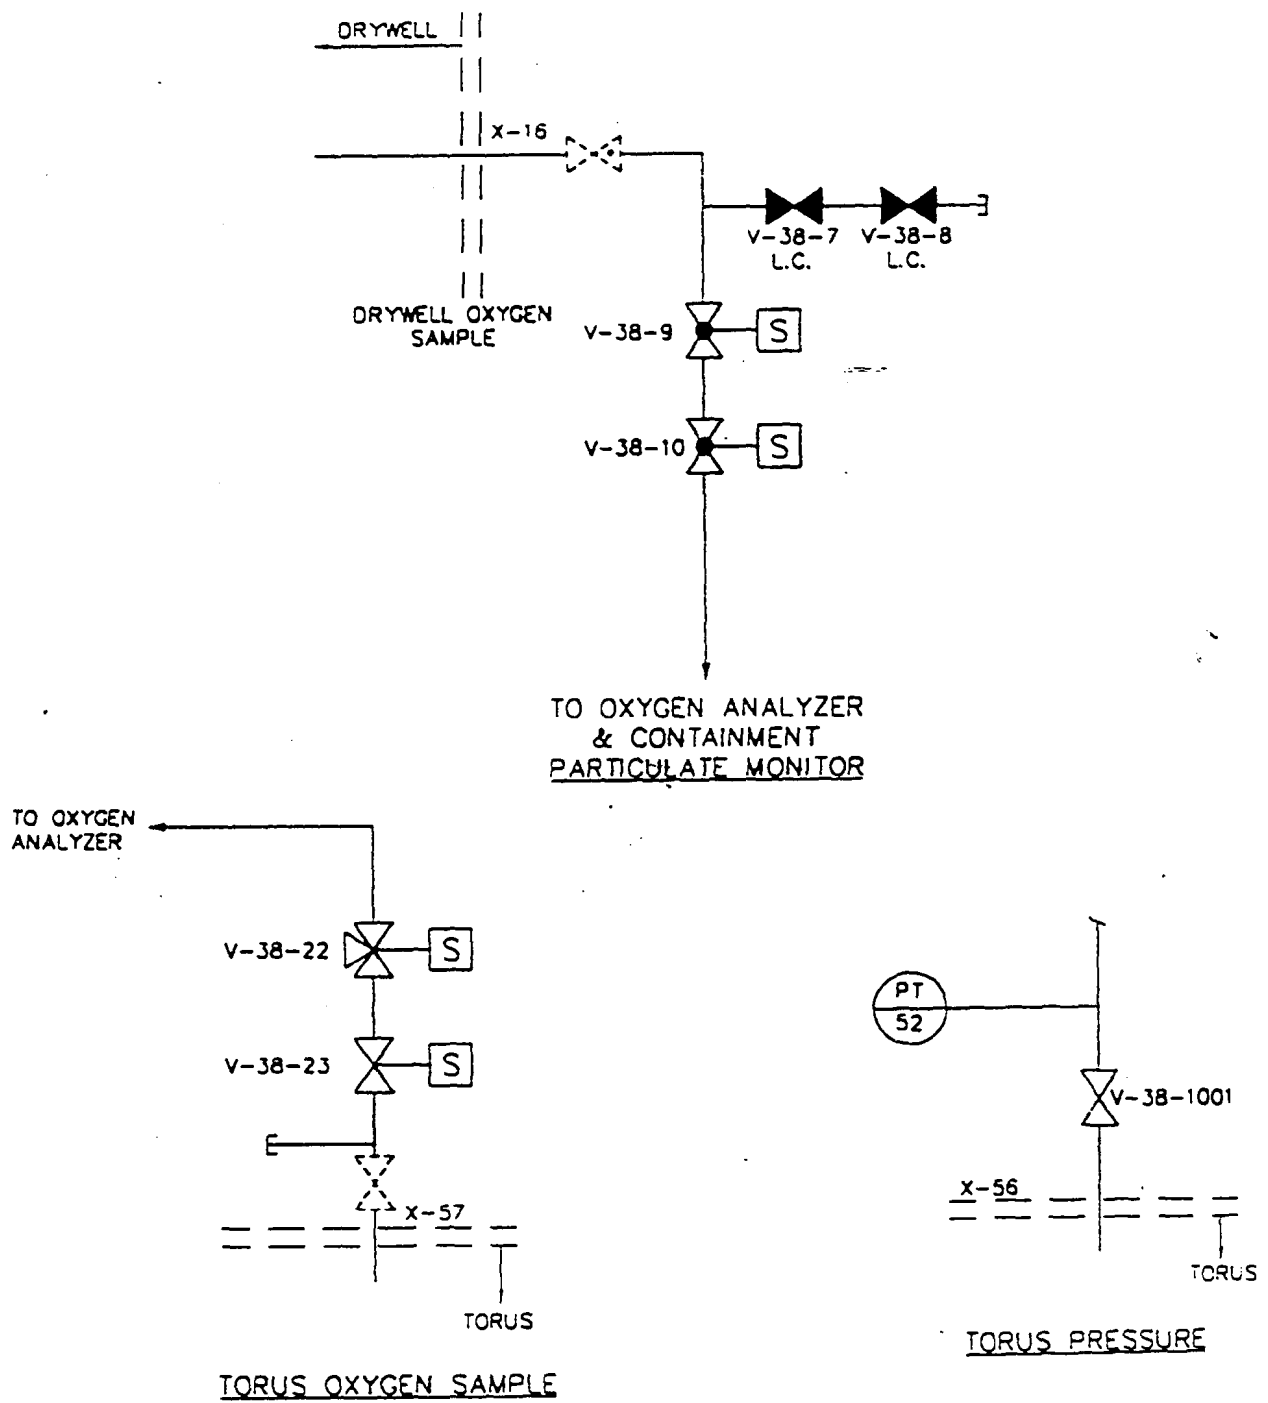 DRYWELL
X-16
V-38-7 V-38-8
L.C. L.C.
DRYWELL OXYGEN
SAMPLE
V-38-9 S
V-38-10 S
TO OXYGEN ANALYZER
& CONTAINMENT
PARTICULATE MONITOR
TO OXYGEN
ANALYZER
V-38-22 S
V-38-23 S
X-57
TORUS
TORUS OXYGEN SAMPLE
PT
52
V-38-1001
X-56
TORUS
TORUS PRESSURE